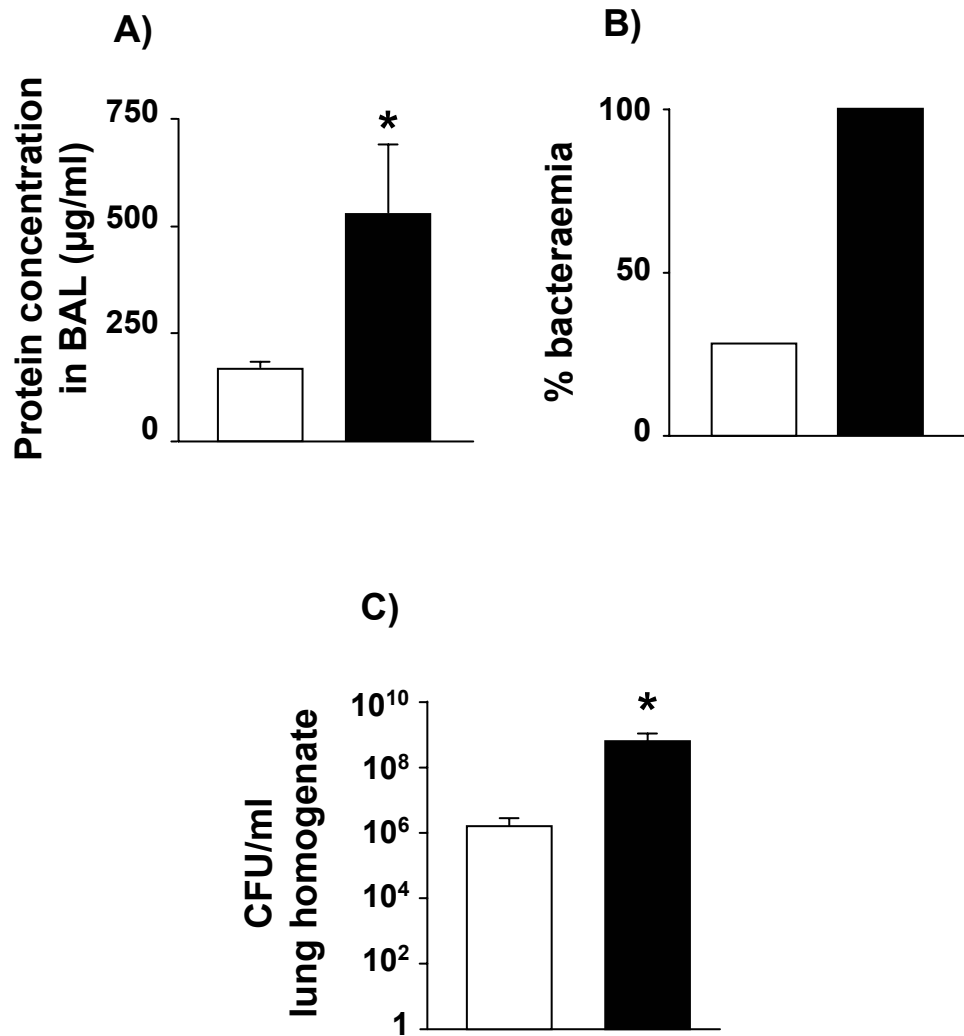 A)
Protein concentration
in BAL (µg/ml)
750
500
250
0
*
B)
% bacteraemia
100
50
0
C)
CFU/ml
lung homogenate
10¹⁰
10⁸
10⁶
10⁴
10²
1
*